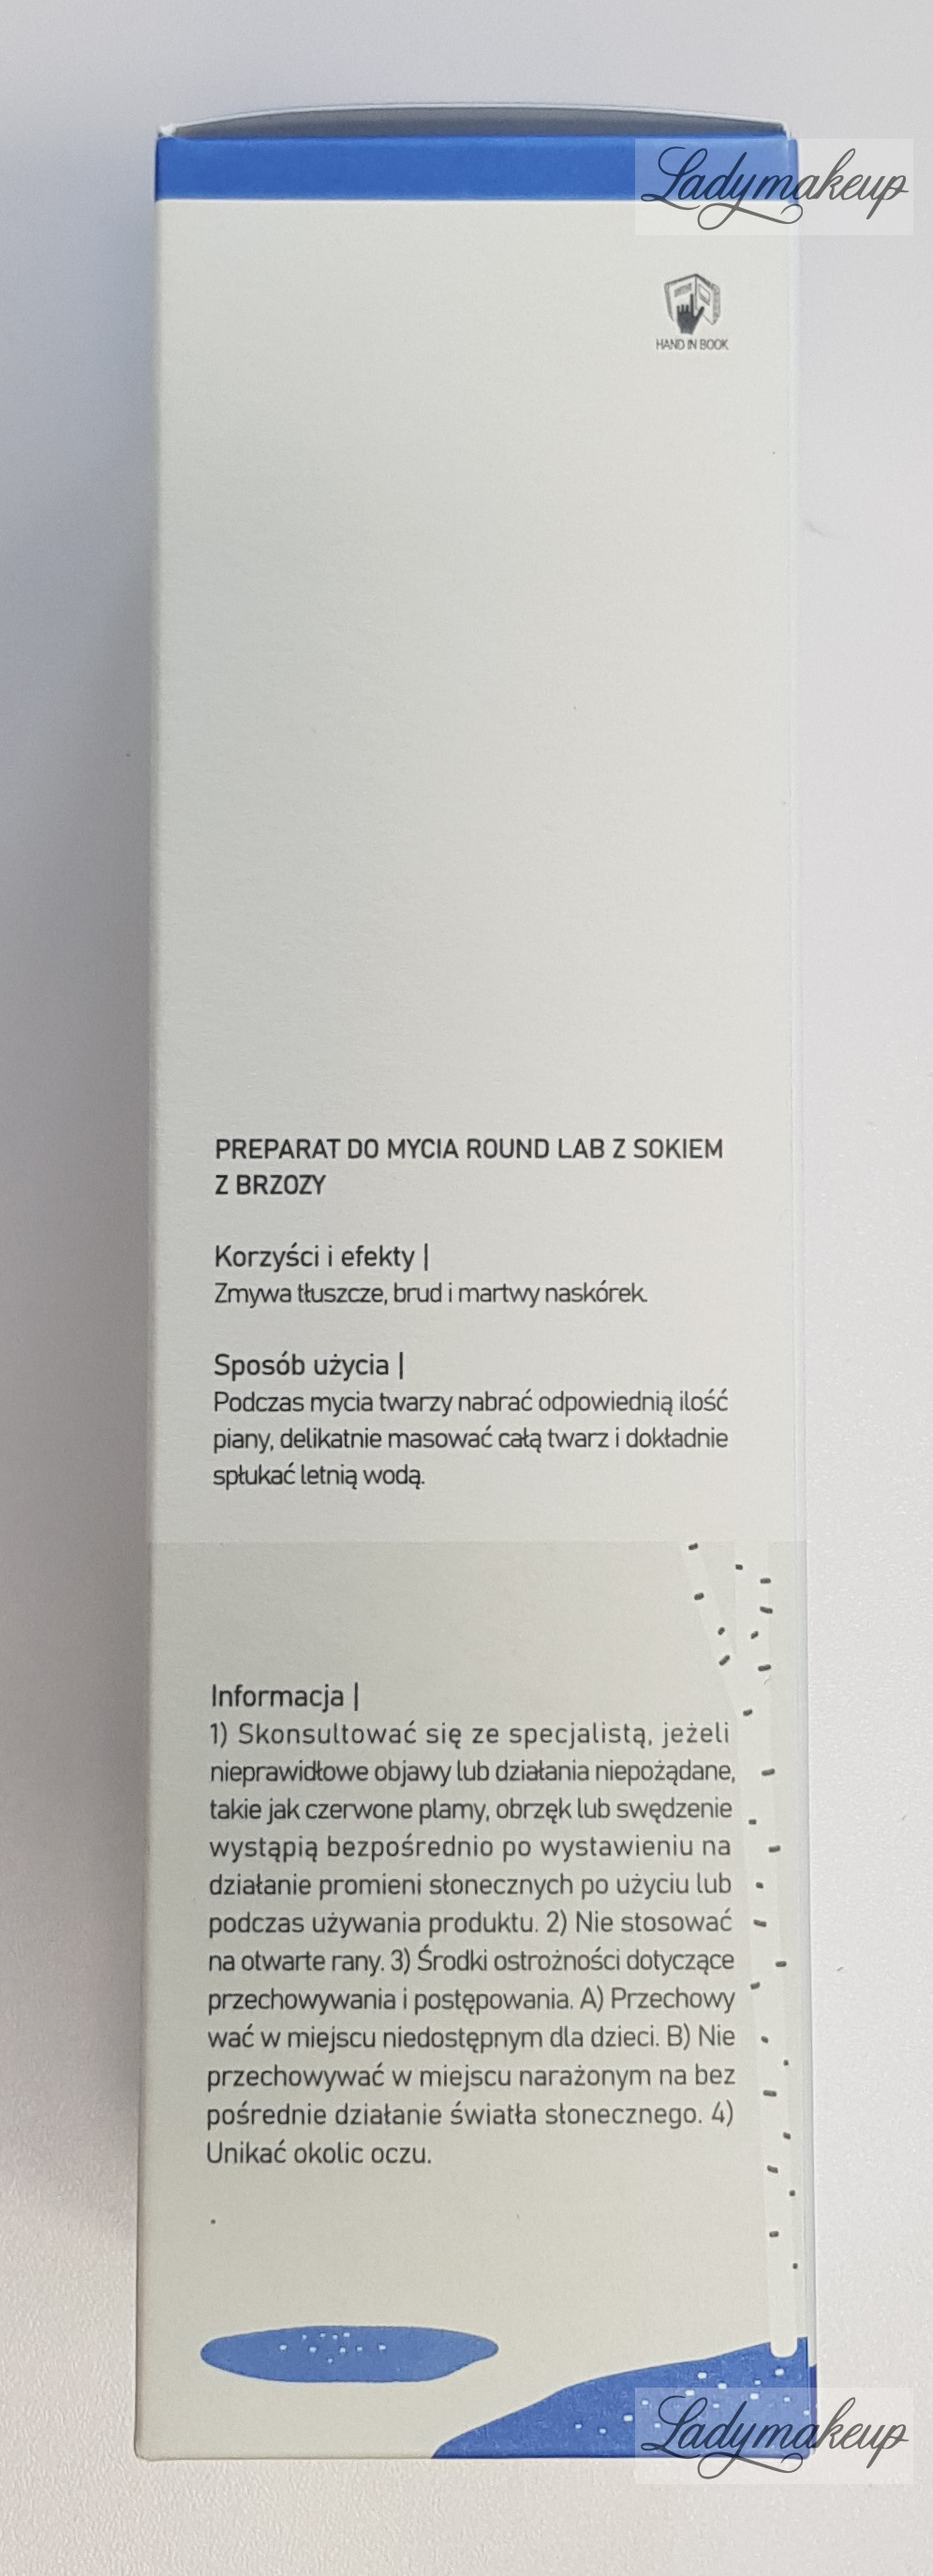 Ladymakeup
HAND IN BOOK
PREPARAT DO MYCIA ROUND LAB Z SOKIEM
Z BRZOZY
Korzyści i efekty |
Zmywa tłuszcze, brud i martwy naskórek.
Sposób użycia |
Podczas mycia twarzy nabrać odpowiednią ilość
piany, delikatnie masować całą twarz i dokładnie
spłukać letnią wodą.
Informacja |
1) Skonsultować się ze specjalistą, jeżeli
nieprawidłowe objawy lub działania niepożądane,
takie jak czerwone plamy, obrzęk lub swędzenie
wystąpią bezpośrednio po wystawieniu na
działanie promieni słonecznych po użyciu lub
podczas używania produktu. 2) Nie stosować
na otwarte rany. 3) Środki ostrożności dotyczące
przechowywania i postępowania. A) Przechowy
wać w miejscu niedostępnym dla dzieci. B) Nie
przechowywać w miejscu narażonym na bez
pośrednie działanie światła słonecznego. 4)
Unikać okolic oczu.
Ladymakeup